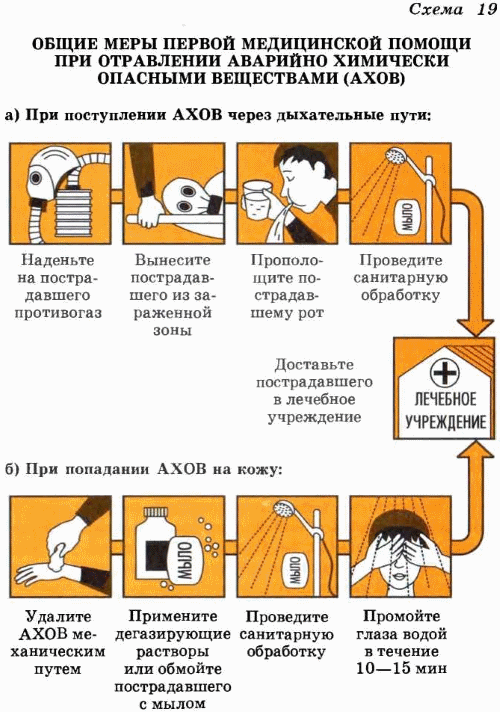 Схема 19
ОБЩИЕ МЕРЫ ПЕРВОЙ МЕДИЦИНСКОЙ ПОМОЩИ
ПРИ ОТРАВЛЕНИИ АВАРИЙНО ХИМИЧЕСКИ
ОПАСНЫМИ ВЕЩЕСТВАМИ (АХОВ)
а) При поступлении АХОВ через дыхательные пути:
МЫЛО
Наденьте
на постра-
давшего
противогаз
Вынесите
пострадав-
шего из за-
раженной
зоны
Прополо-
щите по-
страдав-
шему рот
Проведите
санитарную
обработку
Доставьте
пострадавшего
в лечебное
учреждение
ЛЕЧЕБНОЕ
УЧРЕЖДЕНИЕ
б) При попадании АХОВ на кожу:
МЫЛО
МЫЛО
Удалите
АХОВ ме-
ханическим
путем
Примените
дегазирующие
растворы
или обмойте
пострадавшего
с мылом
Проведите
санитарную
обработку
Промойте
глаза водой
в течение
10—15 мин